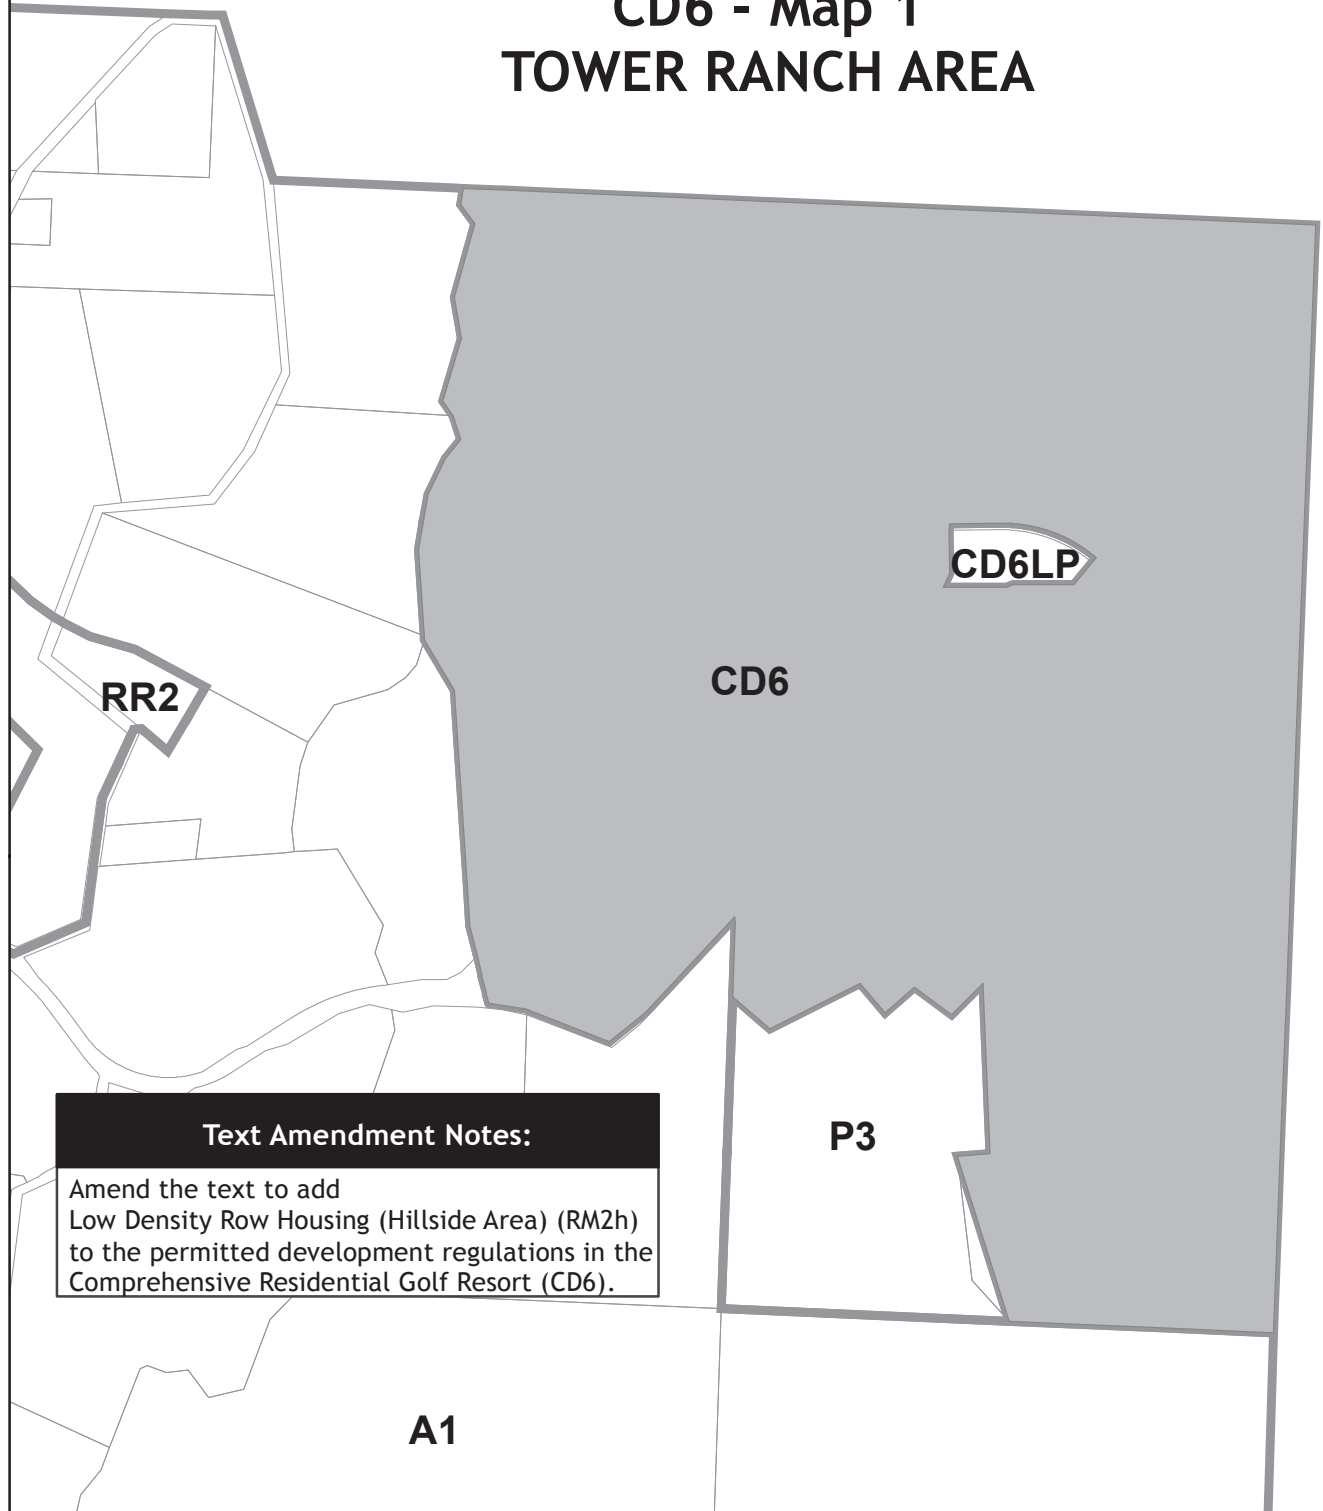 CD6 - Map 1
TOWER RANCH AREA
CD6LP
CD6
RR2
P3
Text Amendment Notes:
Amend the text to add
Low Density Row Housing (Hillside Area) (RM2h)
to the permitted development regulations in the
Comprehensive Residential Golf Resort (CD6).
A1